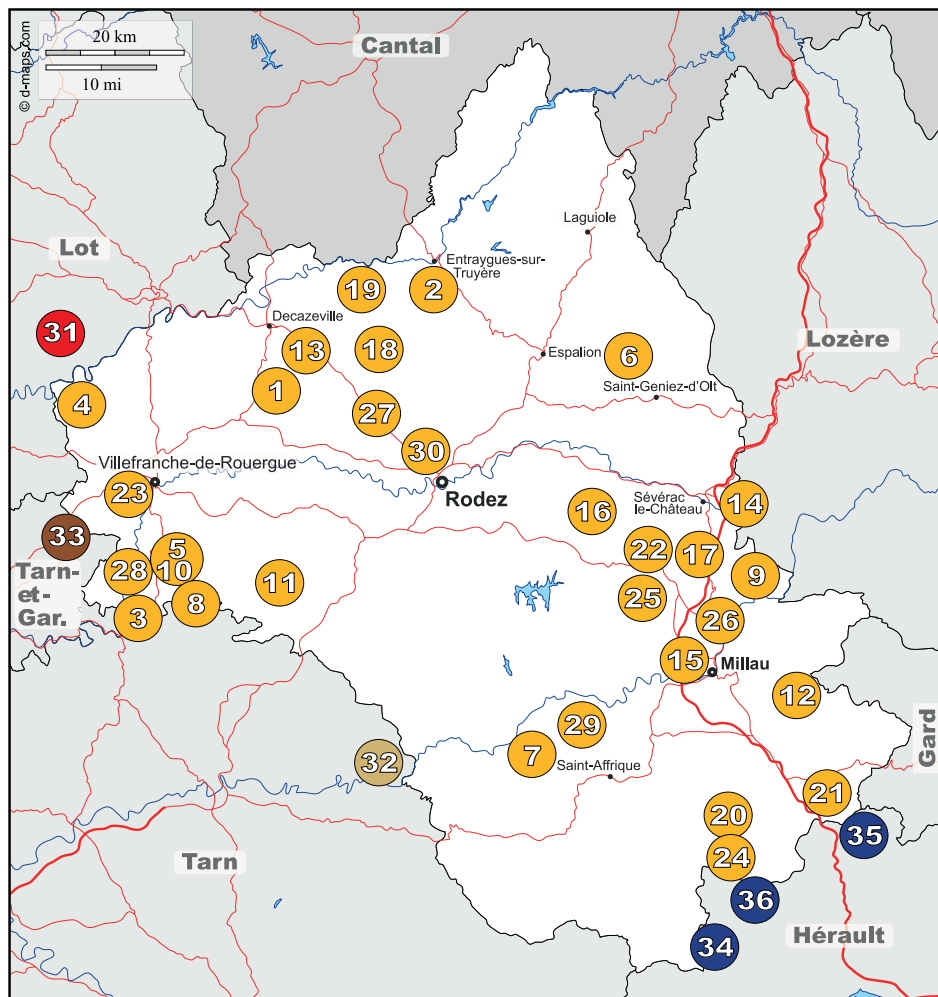 © d-maps.com
20 km
10 mi
Cantal
Laguiole
Lot
Entraygues-sur-
Truyère
19
2
31
Decazeville
Lozère
13
18
Espalion
6
1
Saint-Geniez-d'Olt
4
27
30
Villefranche-de-Rouergue
23
Rodez
Sévérac
le-Château
14
16
33
5
22
17
28
10
11
9
Tarn-
et-
Gar.
8
25
3
26
15
Millau
12
29
Gard
7
32
Saint-Affrique
21
20
35
Tarn
24
36
Hérault
34